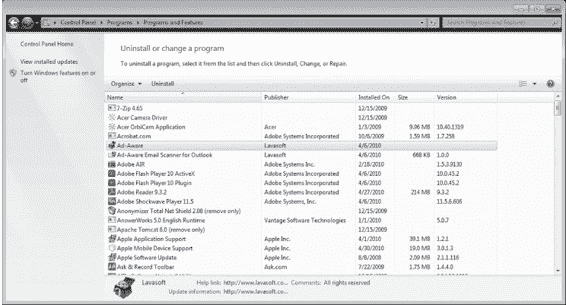 Control Panel ▸ Programs ▸ Programs and Features
Search Programs and Features
Control Panel Home
View installed updates
Turn Windows features on or
off
Uninstall or change a program
To uninstall a program, select it from the list and then click Uninstall, Change, or Repair.
Organize Uninstall
Name Publisher Installed On Size Version
7-Zip 4.65 12/15/2009
Acer Camera Driver 12/15/2009
Acer OrbiCam Application Acer 1/3/2009 9.96 MB 10.40.1319
Acrobat.com Adobe Systems Incorporated 10/6/2009 1.59 MB 1.7.258
Ad-Aware Lavasoft 4/6/2010
Ad-Aware Email Scanner for Outlook Lavasoft 4/6/2010 668 KB 1.0.0
Adobe AIR Adobe Systems Inc. 2/18/2010 1.5.3.9130
Adobe Flash Player 10 ActiveX Adobe Systems Incorporated 10.0.45.2
Adobe Flash Player 10 Plugin Adobe Systems Incorporated 10.0.45.2
Adobe Reader 9.3.2 Adobe Systems Incorporated 4/27/2010 214 MB 9.3.2
Adobe Shockwave Player 11.5 Adobe Systems, Inc. 11.5.6.606
Anonymizer Total Net Shield 2.08 (remove only) 12/15/2009
AnswerWorks 5.0 English Runtime Vantage Software Technologies 1/1/2010 5.0.7
Apache Tomcat 6.0 (remove only) 12/15/2009
Apple Application Support Apple Inc. 4/1/2010 39.1 MB 1.2.1
Apple Mobile Device Support Apple Inc. 4/30/2010 19.0 MB 3.0.1.3
Apple Software Update Apple Inc. 8/8/2008 2.09 MB 2.1.1.116
Ask & Record Toolbar Ask.com 7/22/2009 1.75 MB 1.4.4.0
Lavasoft Help link: http://www.lavasoft.co... Comments: All rights reserved
Update information: http://www.lavasoft.co...